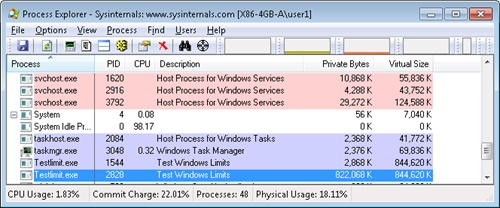 Process Explorer - Sysinternals: www.sysinternals.com [X86-4GB-A\user1]
File Options View Process Find Users Help
Process PID CPU Description Private Bytes Virtual Size
svchost.exe 1620 Host Process for Windows Services 10,868 K 55,836 K
svchost.exe 2916 Host Process for Windows Services 4,288 K 43,752 K
svchost.exe 3792 Host Process for Windows Services 29,272 K 124,588 K
System 4 0.08 56 K 7,040 K
System Idle Pr... 0 98.17 0 K 0 K
taskhost.exe 2084 Host Process for Windows Tasks 2,368 K 41,772 K
taskmgr.exe 3048 0.32 Windows Task Manager 2,376 K 69,836 K
Testlimit.exe 1544 Test Windows Limits 2,868 K 844,620 K
Testlimit.exe 2828 Test Windows Limits 822,068 K 844,620 K
CPU Usage: 1.83% Commit Charge: 22.01% Processes: 48 Physical Usage: 18.11%